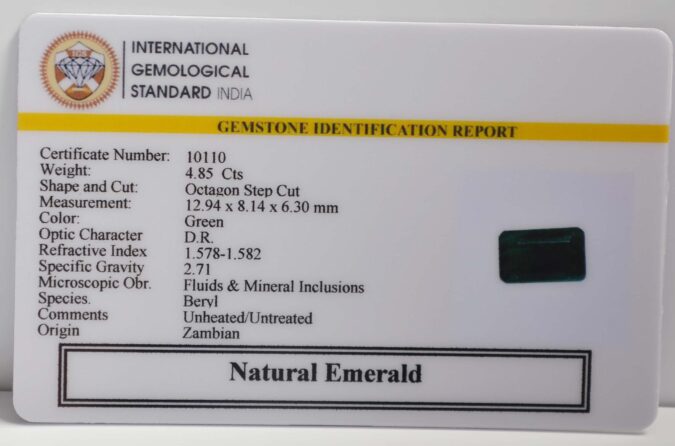 IGS
INTERNATIONAL
GEMOLOGICAL
STANDARD INDIA
GEMSTONE IDENTIFICATION REPORT
Certificate Number: 10110
Weight: 4.85 Cts
Shape and Cut: Octagon Step Cut
Measurement: 12.94 x 8.14 x 6.30 mm
Color: Green
Optic Character D.R.
Refractive Index 1.578-1.582
Specific Gravity 2.71
Microscopic Obr. Fluids & Mineral Inclusions
Species. Beryl
Comments Unheated/Untreated
Origin Zambian
Natural Emerald